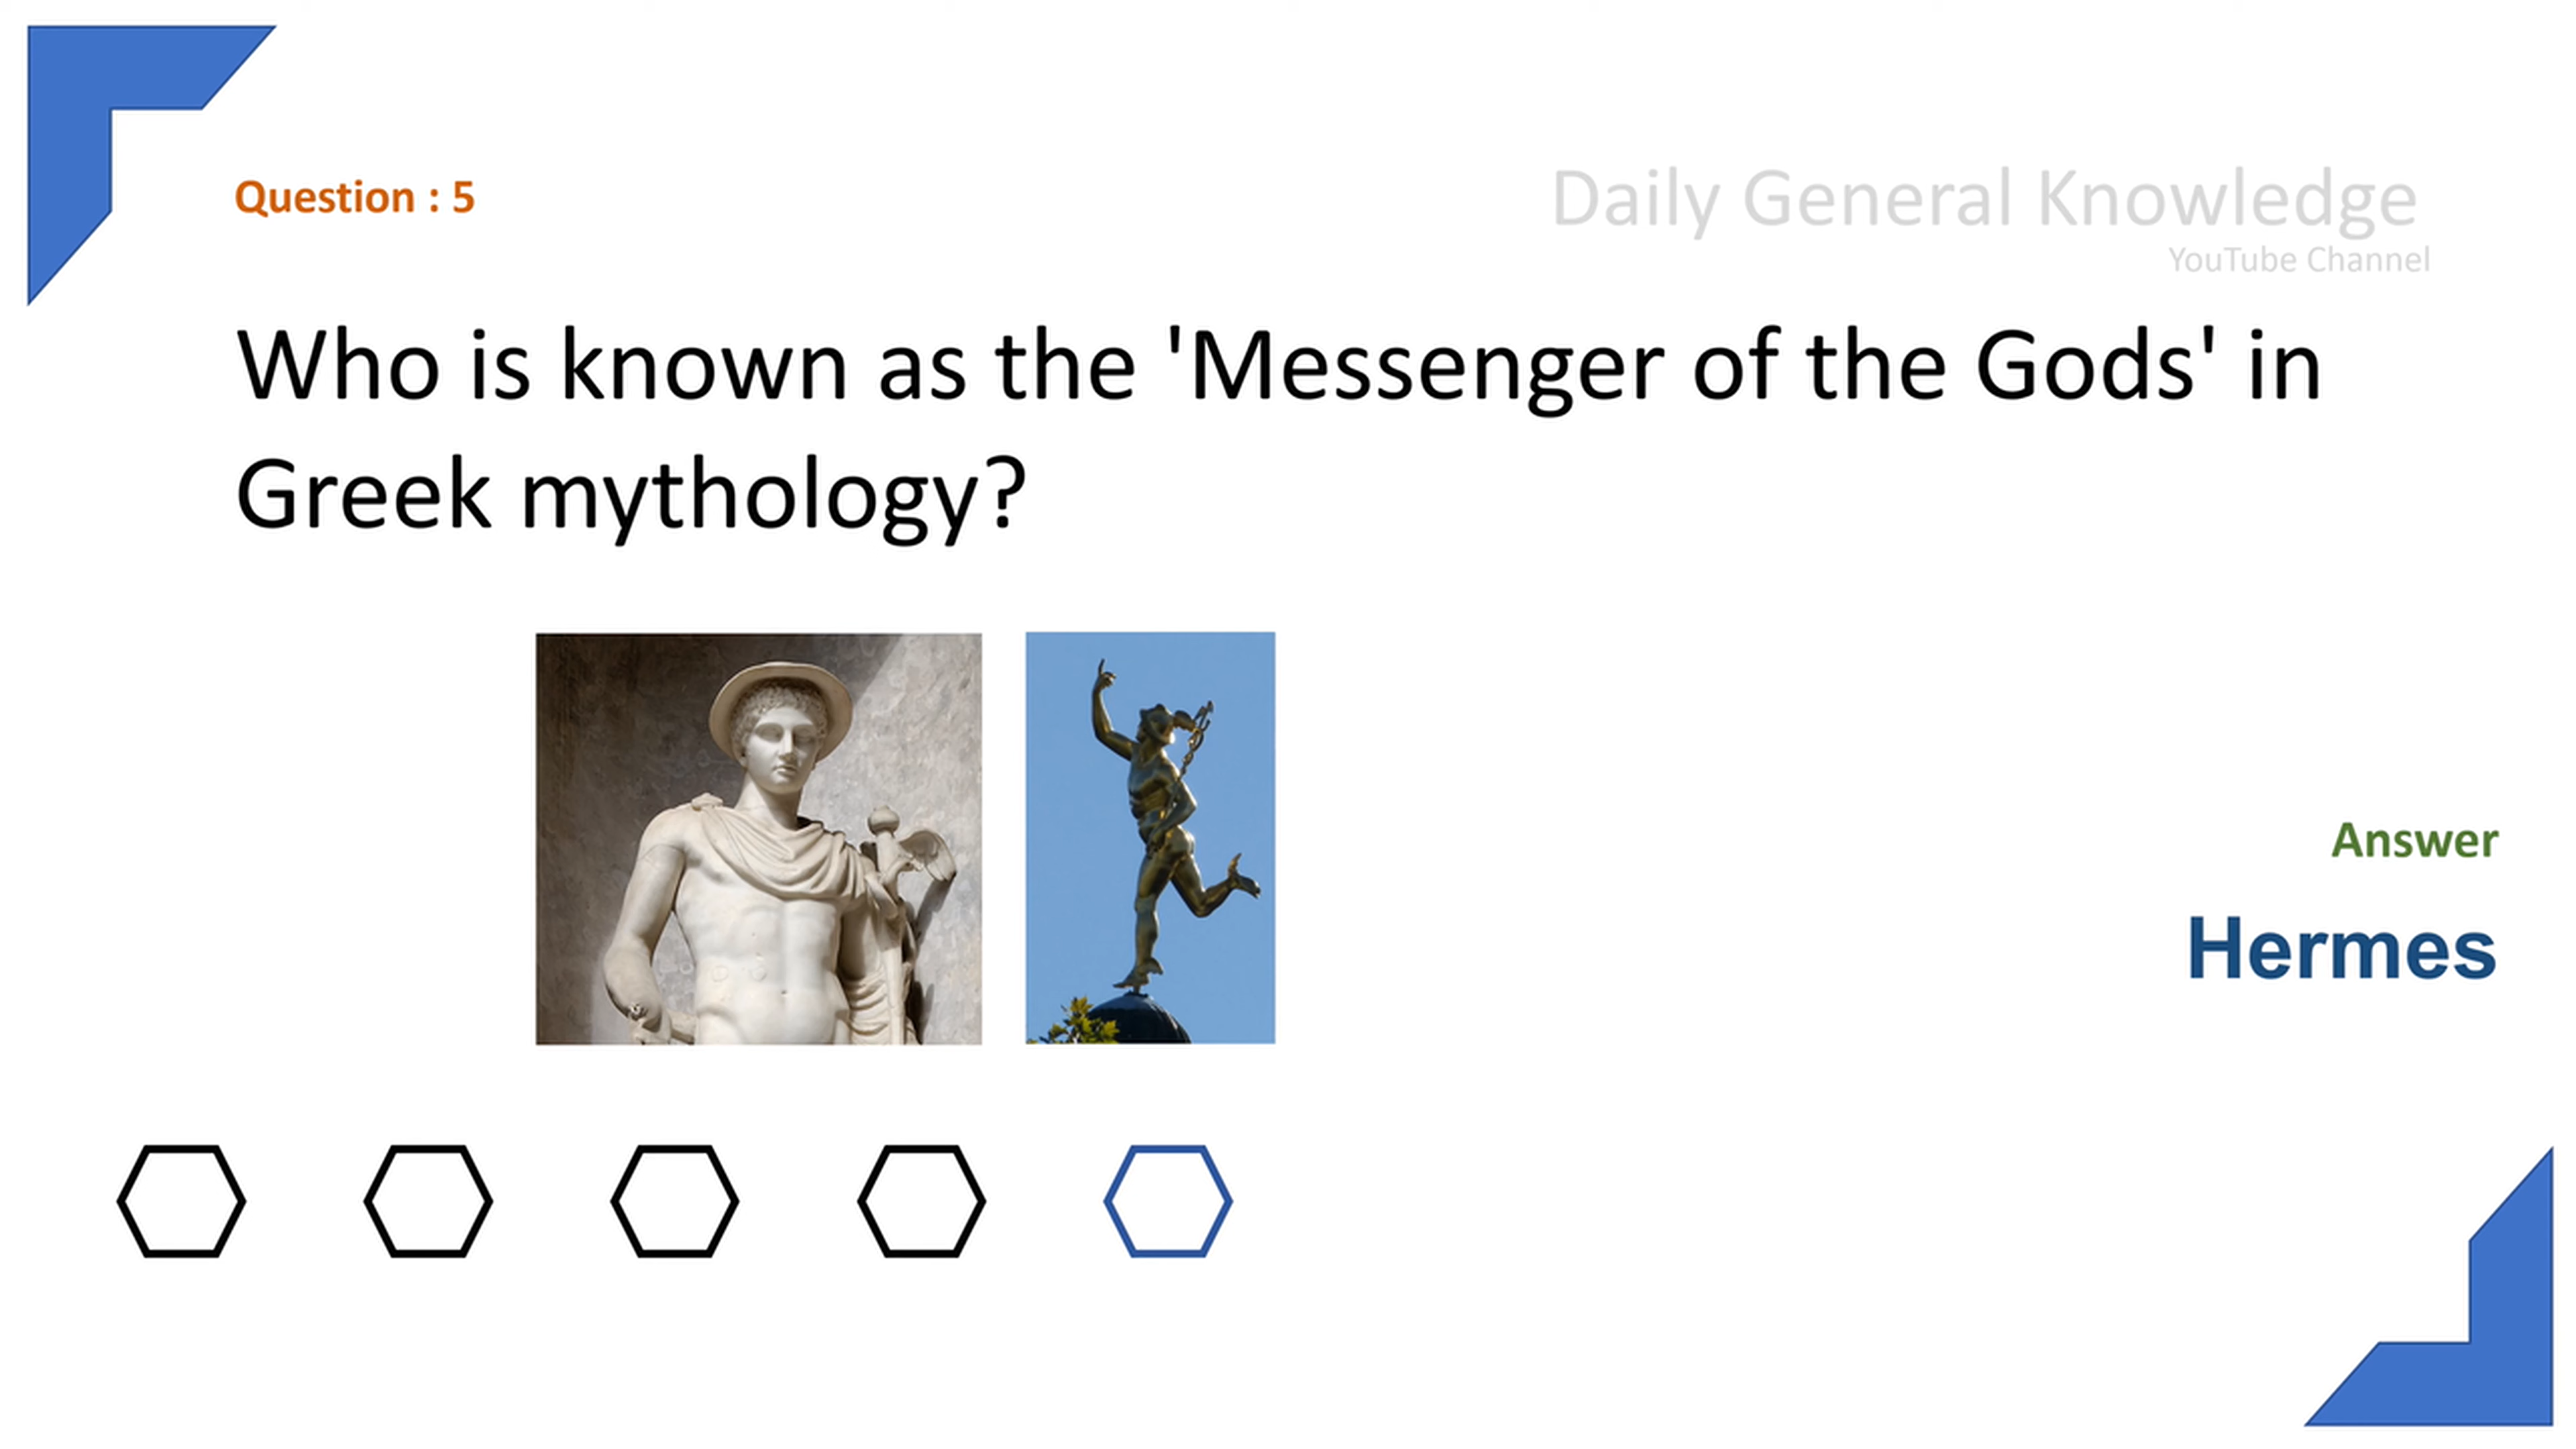 Question : 5
Daily General Knowledge
YouTube Channel
Who is known as the 'Messenger of the Gods' in
Greek mythology?
Answer
Hermes